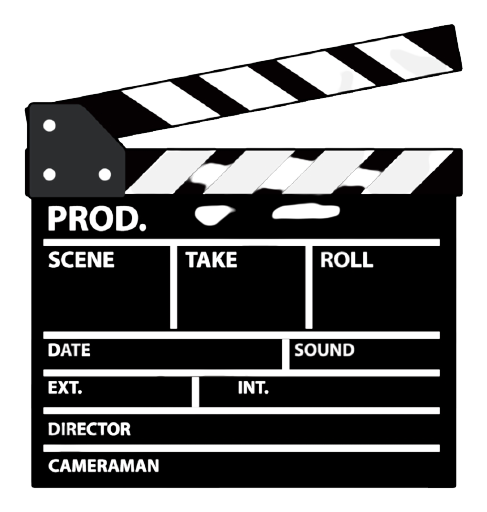 PROD.
SCENE TAKE ROLL
DATE SOUND
EXT. INT.
DIRECTOR
CAMERAMAN